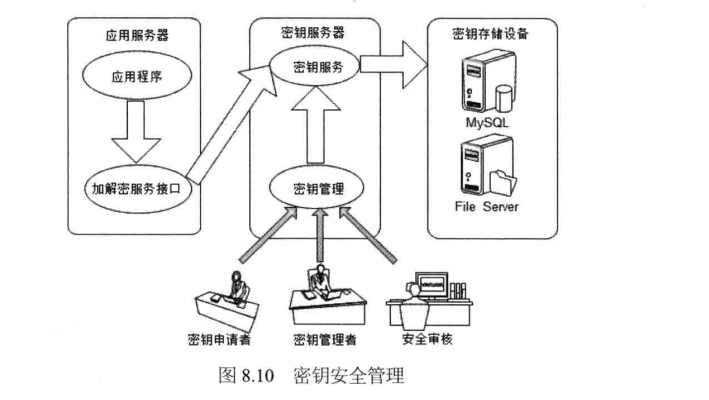 应用服务器
应用程序
加解密服务接口
密钥服务器
密钥服务
密钥管理
密钥存储设备
MySQL
File Server
密钥申请者
密钥管理者
安全审核
图 8.10 密钥安全管理